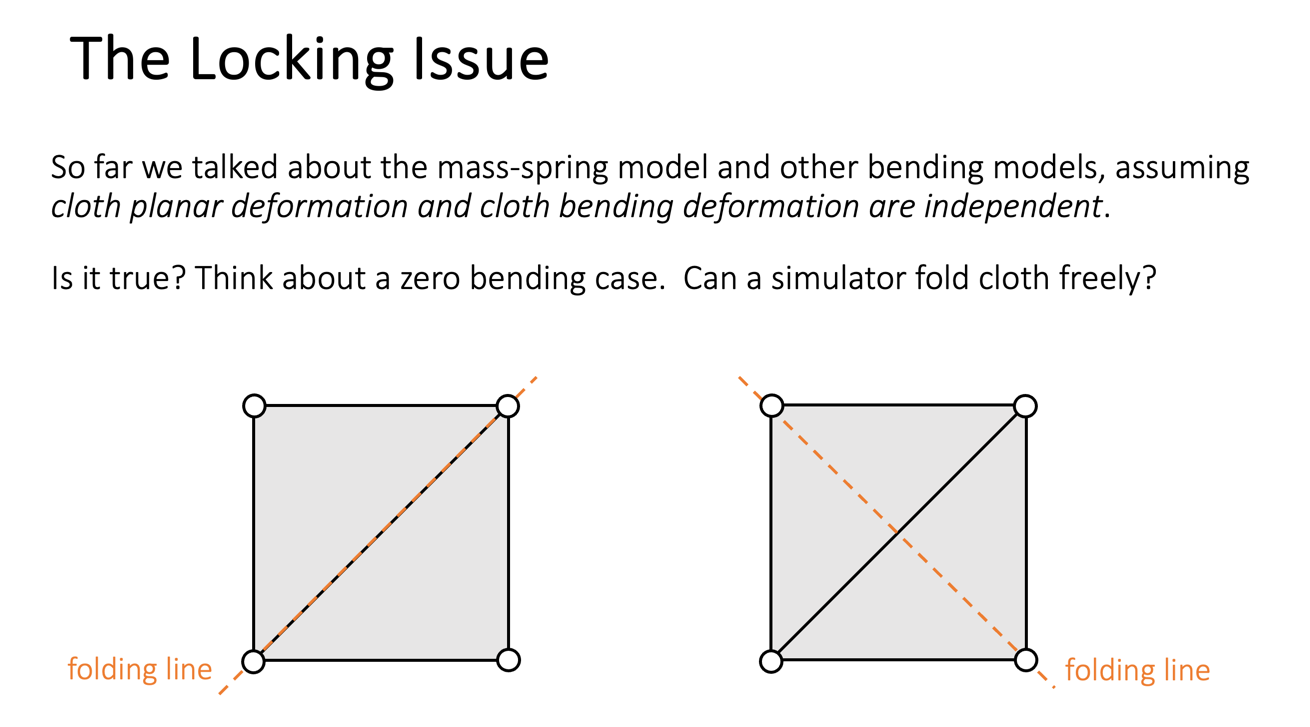 The Locking Issue
So far we talked about the mass-spring model and other bending models, assuming
cloth planar deformation and cloth bending deformation are independent.
Is it true? Think about a zero bending case.  Can a simulator fold cloth freely?
folding line
folding line